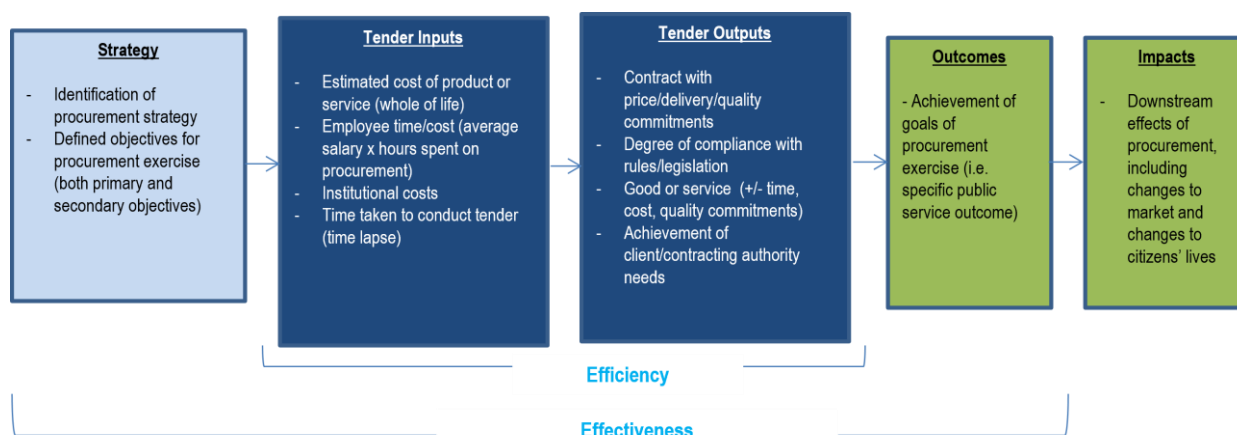 Strategy
- Identification of
procurement strategy
- Defined objectives for
procurement exercise
(both primary and
secondary objectives)
Tender Inputs
- Estimated cost of product or
service (whole of life)
- Employee time/cost (average
salary x hours spent on
procurement)
- Institutional costs
- Time taken to conduct tender
(time lapse)
Tender Outputs
- Contract with
price/delivery/quality
commitments
- Degree of compliance with
rules/legislation
- Good or service (+/- time,
cost, quality commitments)
- Achievement of
client/contracting authority
needs
Outcomes
- Achievement of
goals of
procurement
exercise (i.e.
specific public
service outcome)
Impacts
- Downstream
effects of
procurement,
including
changes to
market and
changes to
citizens’ lives
Efficiency
Effectiveness